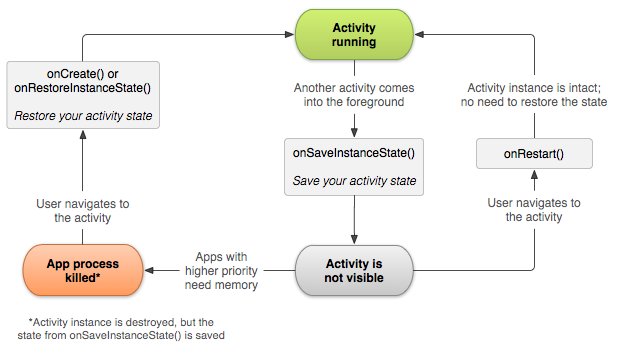 Activity
running
onCreate() or
onRestoreInstanceState()
Restore your activity state
Another activity comes
into the foreground
Activity instance is intact;
no need to restore the state
onSaveInstanceState()
Save your activity state
onRestart()
User navigates to
the activity
User navigates to
the activity
App process
killed*
Apps with
higher priority
need memory
Activity is
not visible
*Activity instance is destroyed, but the
state from onSaveInstanceState() is saved